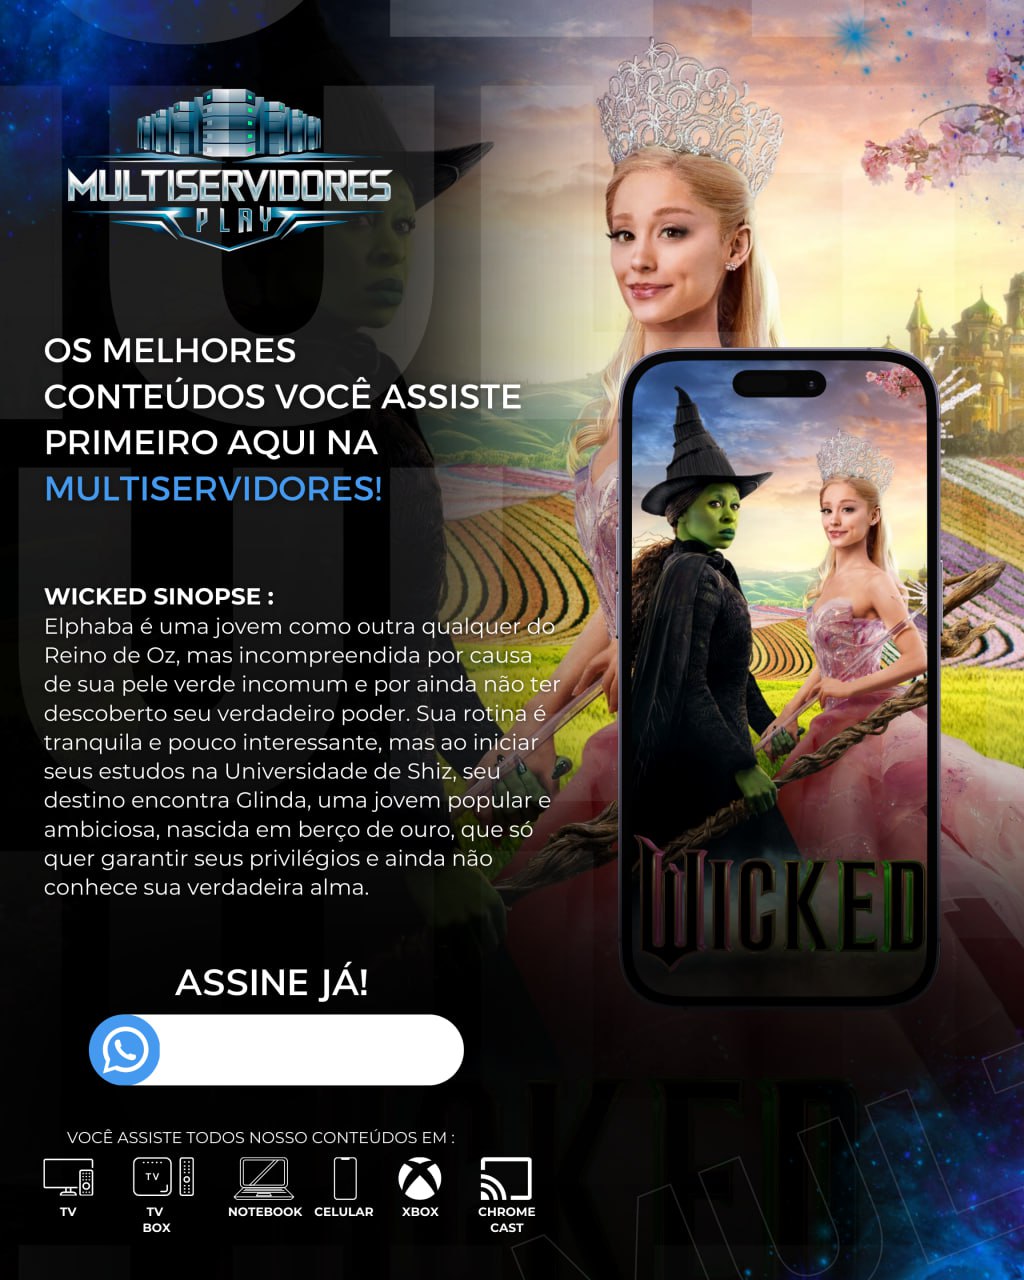 MULTISERVIDORES
PLAY
OS MELHORES
CONTEÚDOS VOCÊ ASSISTE
PRIMEIRO AQUI NA
MULTISERVIDORES!
WICKED SINOPSE :
Elphaba é uma jovem como outra qualquer do
Reino de Oz, mas incompreendida por causa
de sua pele verde incomum e por ainda não ter
descoberto seu verdadeiro poder. Sua rotina é
tranquila e pouco interessante, mas ao iniciar
seus estudos na Universidade de Shiz, seu
destino encontra Glinda, uma jovem popular e
ambiciosa, nascida em berço de ouro, que só
quer garantir seus privilégios e ainda não
conhece sua verdadeira alma.
WICKED
ASSINE JÁ!
VOCÊ ASSISTE TODOS NOSSO CONTEÚDOS EM :
TV
TV
TV BOX
NOTEBOOK
CELULAR
XBOX
CHROME CAST